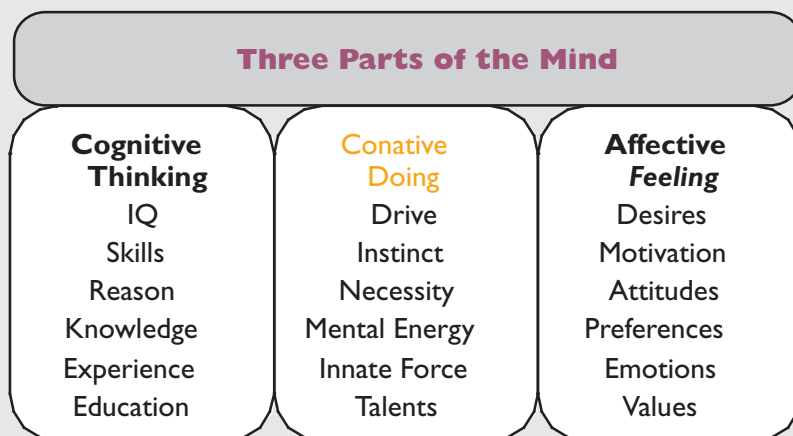 Three Parts of the Mind
Cognitive
Thinking
IQ
Skills
Reason
Knowledge
Experience
Education
Conative
Doing
Drive
Instinct
Necessity
Mental Energy
Innate Force
Talents
Affective
Feeling
Desires
Motivation
Attitudes
Preferences
Emotions
Values